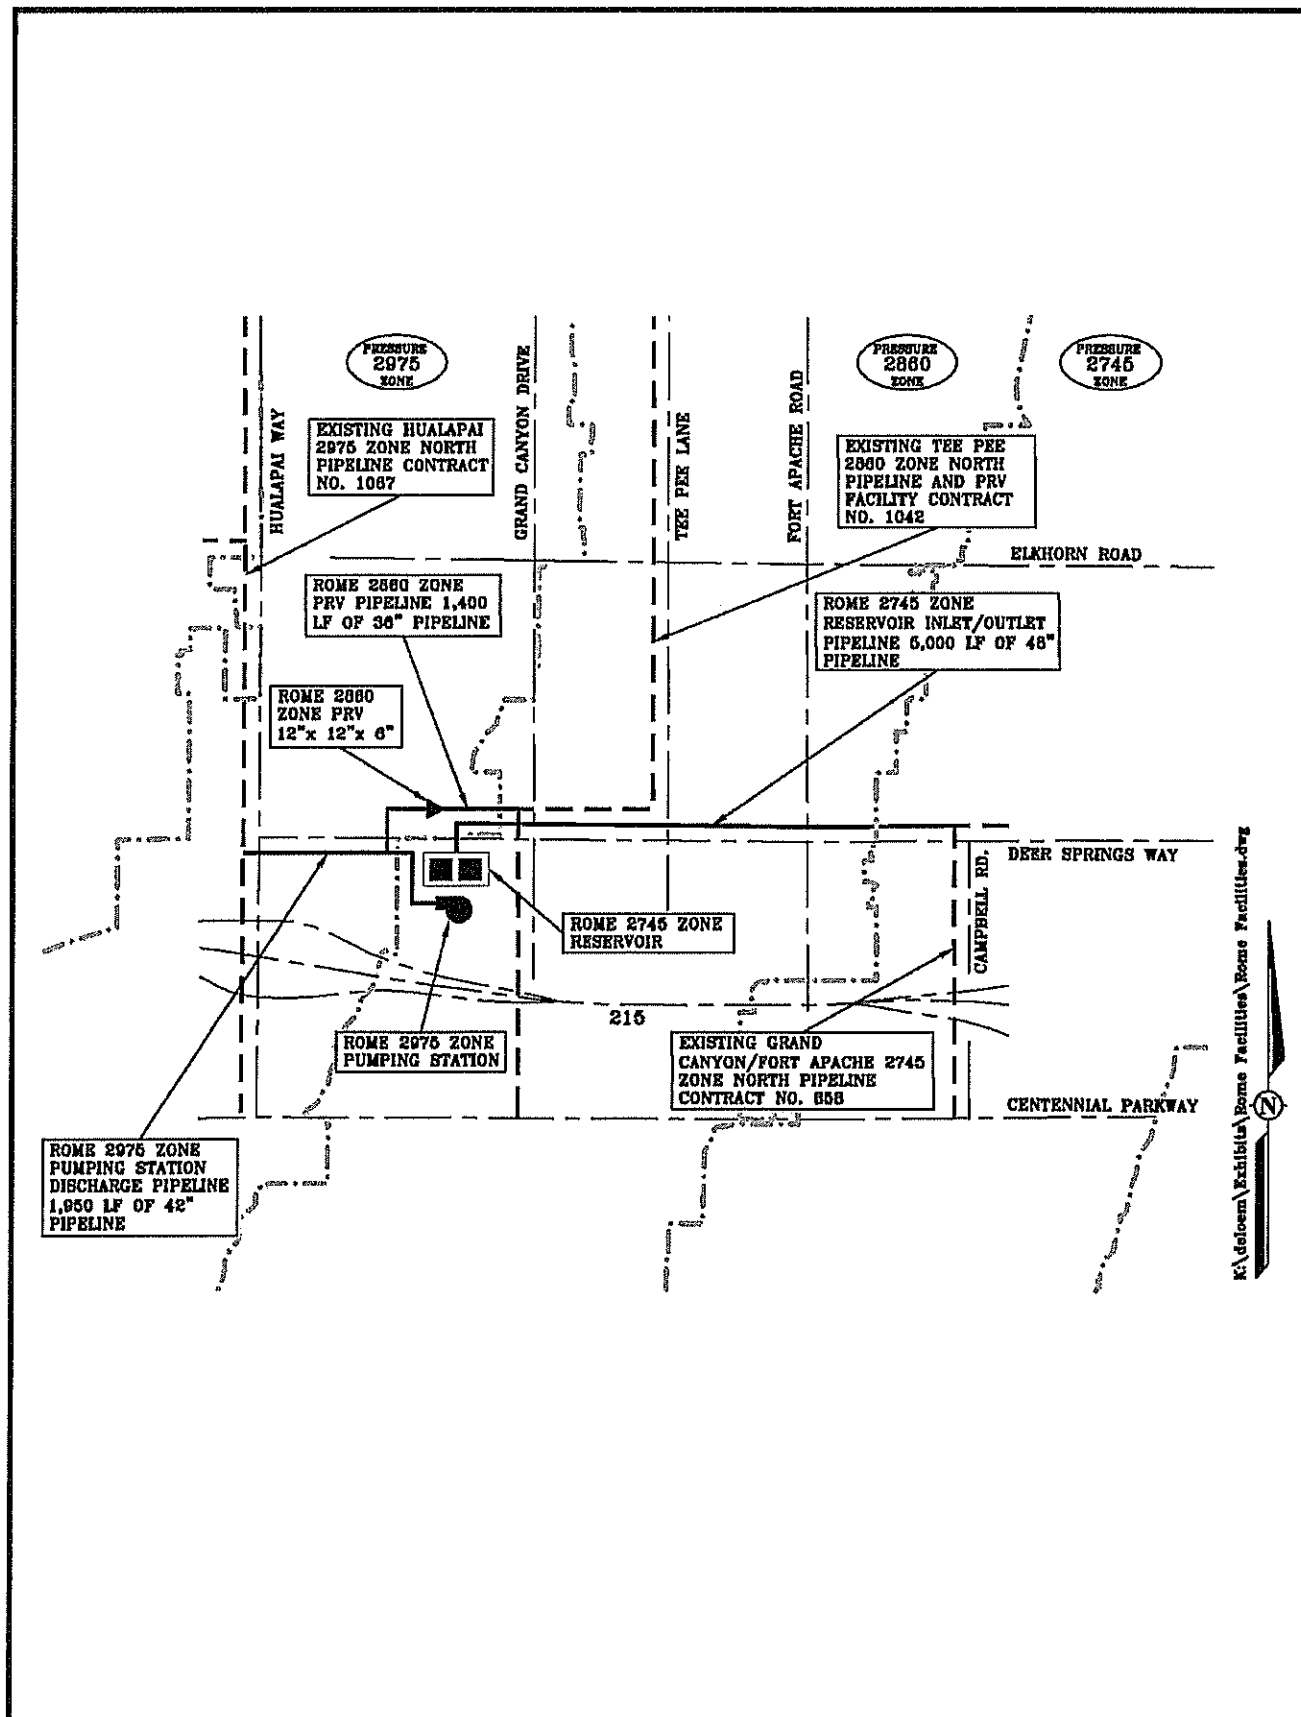 PRESSURE
2975
ZONE
PRESSURE
2860
ZONE
PRESSURE
2745
ZONE
HUALAPAI WAY
GRAND CANYON DRIVE
TEE PEE LANE
FORT APACHE ROAD
EXISTING HUALAPAI
2975 ZONE NORTH
PIPELINE CONTRACT
NO. 1067
EXISTING TEE PEE
2860 ZONE NORTH
PIPELINE AND PRV
FACILITY CONTRACT
NO. 1042
ELKHORN ROAD
ROME 2860 ZONE
PRV PIPELINE 1,400
LF OF 36" PIPELINE
ROME 2745 ZONE
RESERVOIR INLET/OUTLET
PIPELINE 5,000 LF OF 48"
PIPELINE
ROME 2860
ZONE PRV
12"x 12"x 6"
DEER SPRINGS WAY
CAMPBELL RD.
ROME 2745 ZONE
RESERVOIR
215
ROME 2975 ZONE
PUMPING STATION
EXISTING GRAND
CANYON/FORT APACHE 2745
ZONE NORTH PIPELINE
CONTRACT NO. 858
CENTENNIAL PARKWAY
ROME 2975 ZONE
PUMPING STATION
DISCHARGE PIPELINE
1,950 LF OF 42"
PIPELINE
K:\deloem\Exhibits\Rome Facilities\Rome Facilities.dwg
N